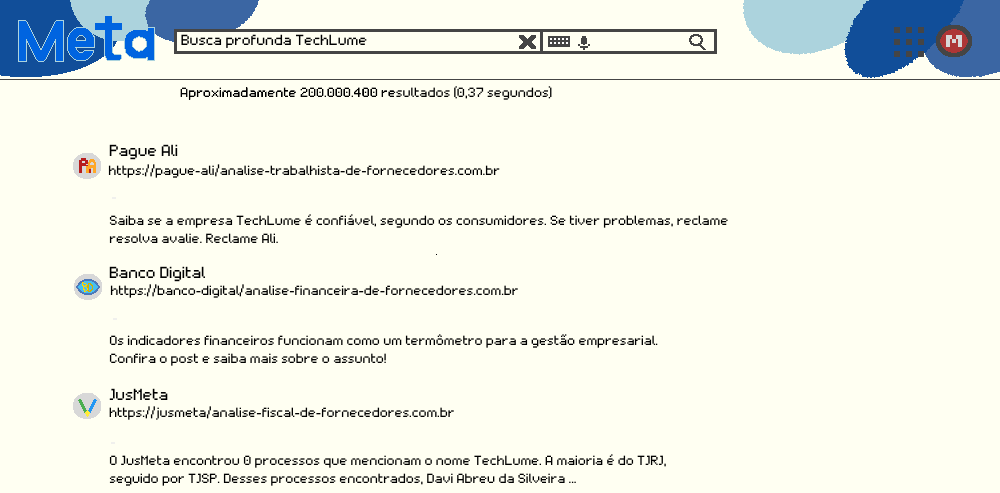 Meta
Busca profunda TechLume
M
Aproximadamente 200.000.400 resultados (0,37 segundos)
Pague Ali
PA
https://pague-ali/analise-trabalhista-de-fornecedores.com.br
Saiba se a empresa TechLume é confiável, segundo os consumidores. Se tiver problemas, reclame
resolva avalie. Reclame Ali.
Banco Digital
https://banco-digital/analise-financeira-de-fornecedores.com.br
Os indicadores financeiros funcionam como um termômetro para a gestão empresarial.
Confira o post e saiba mais sobre o assunto!
JusMeta
https://jusmeta/analise-fiscal-de-fornecedores.com.br
O JusMeta encontrou 0 processos que mencionam o nome TechLume. A maioria é do TJRJ,
seguido por TJSP. Desses processos encontrados, Davi Abreu da Silveira ...